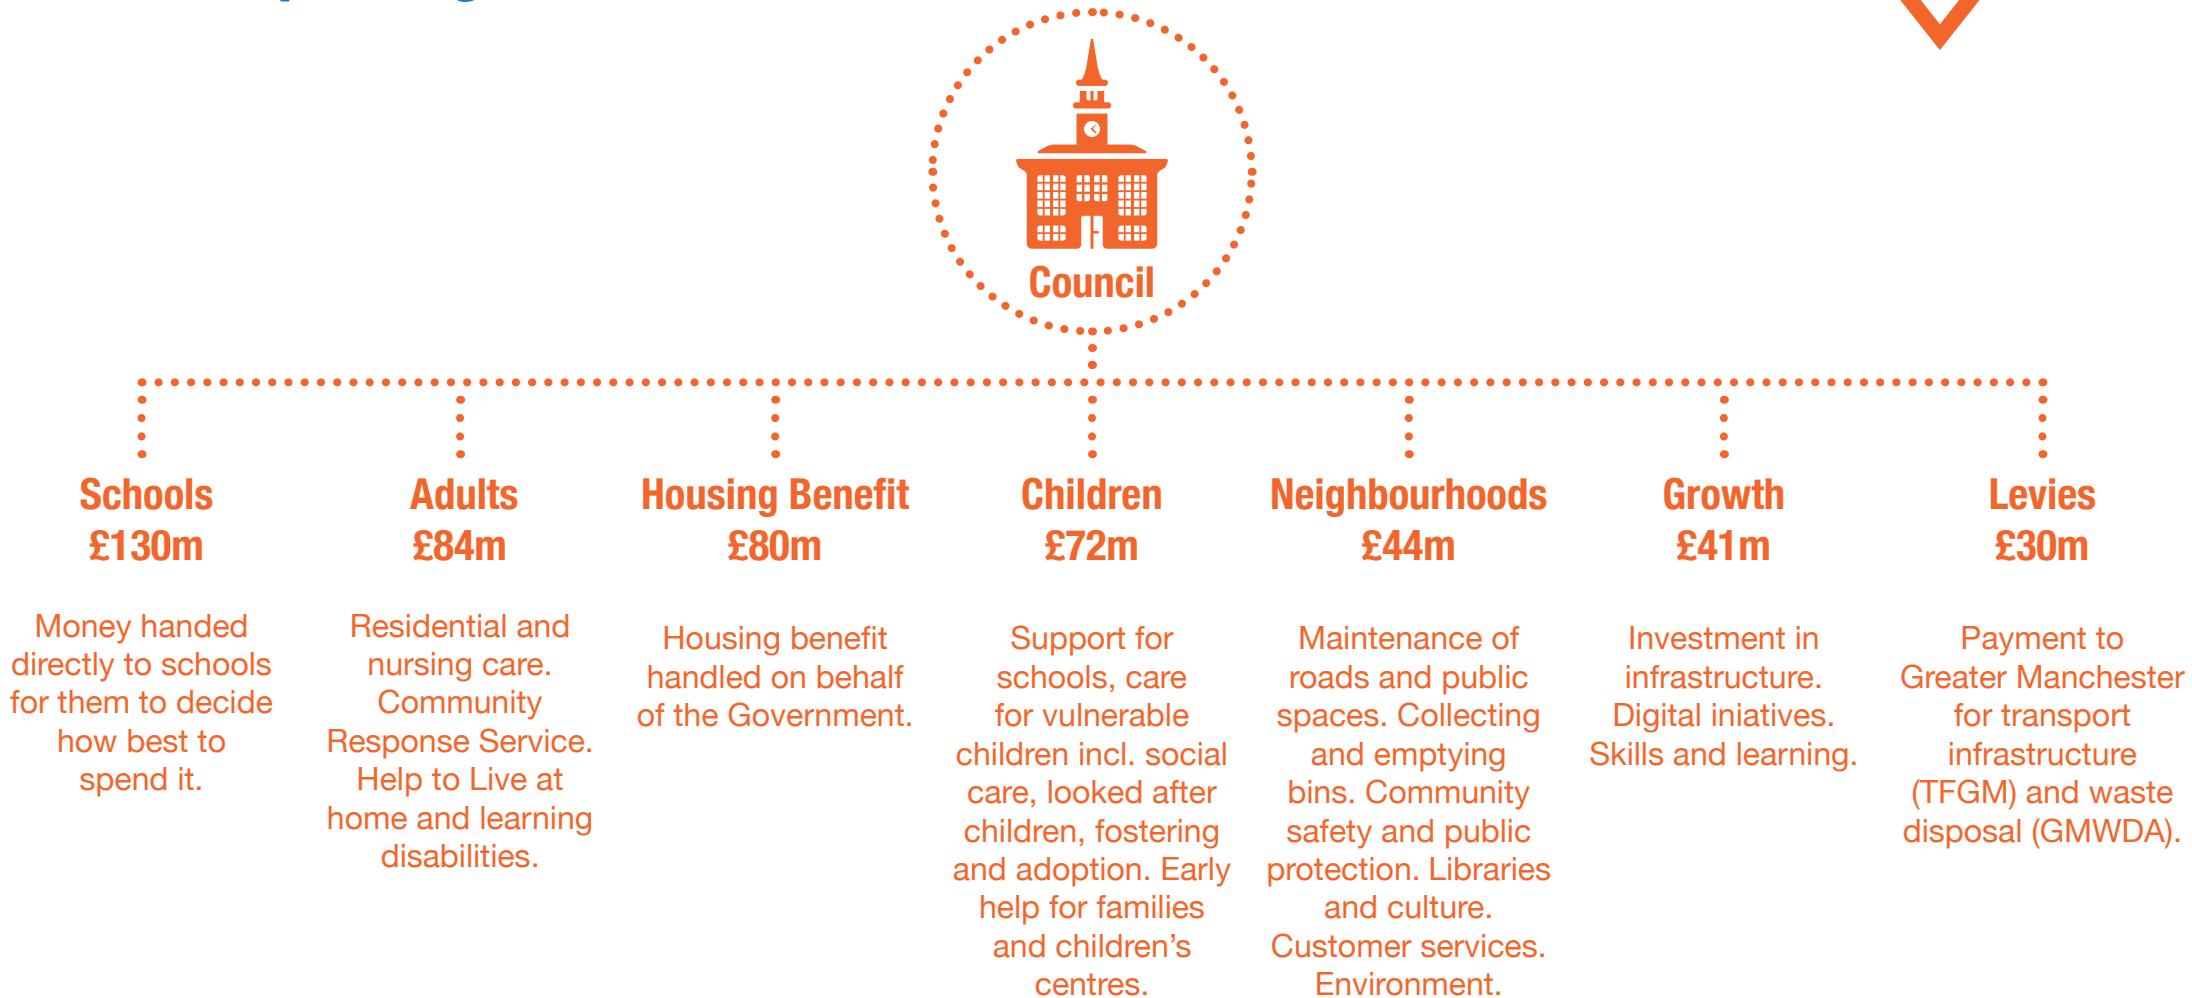 Council
Schools
£130m
Money handed
directly to schools
for them to decide
how best to
spend it.
Adults
£84m
Residential and
nursing care.
Community
Response Service.
Help to Live at
home and learning
disabilities.
Housing Benefit
£80m
Housing benefit
handled on behalf
of the Government.
Children
£72m
Support for
schools, care
for vulnerable
children incl. social
care, looked after
children, fostering
and adoption. Early
help for families
and children’s
centres.
Neighbourhoods
£44m
Maintenance of
roads and public
spaces. Collecting
and emptying
bins. Community
safety and public
protection. Libraries
and culture.
Customer services.
Environment.
Growth
£41m
Investment in
infrastructure.
Digital iniatives.
Skills and learning.
Levies
£30m
Payment to
Greater Manchester
for transport
infrastructure
(TFGM) and waste
disposal (GMWDA).